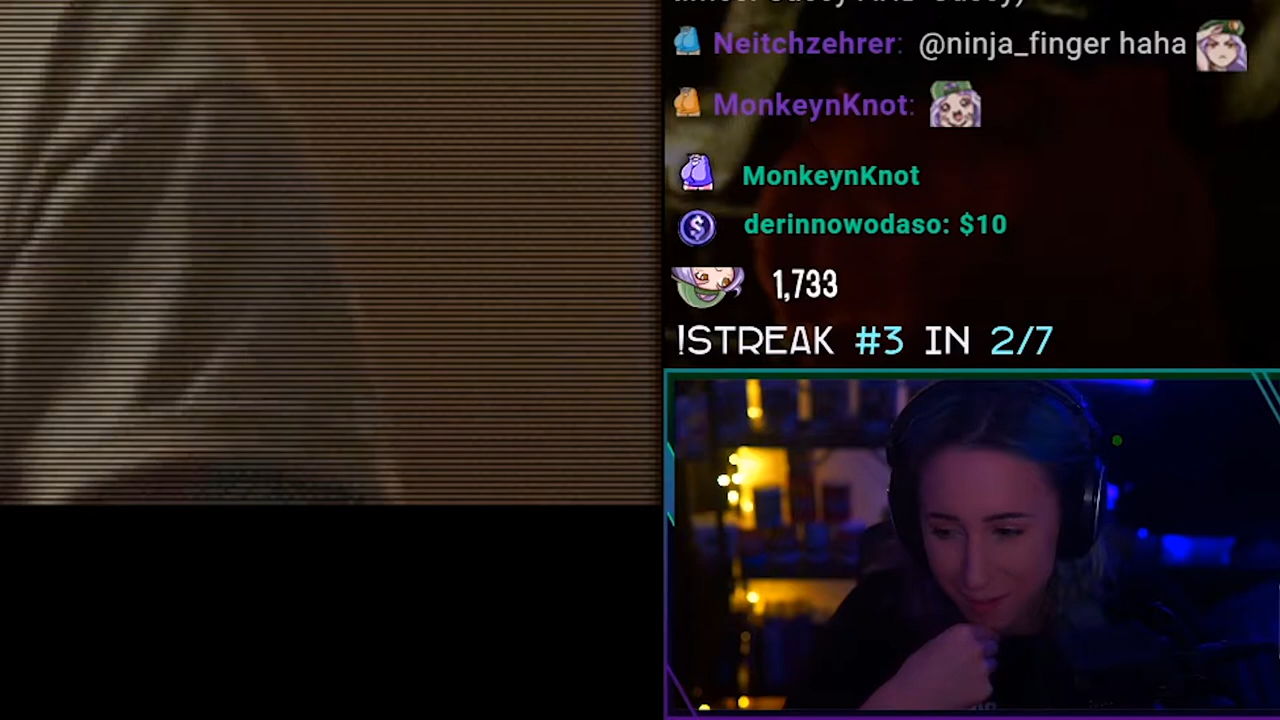 Neitchzehrer: @ninja_finger haha
MonkeynKnot:
MonkeynKnot
derinnowodaso: $10
1,733
!STREAK #3 IN 2/7